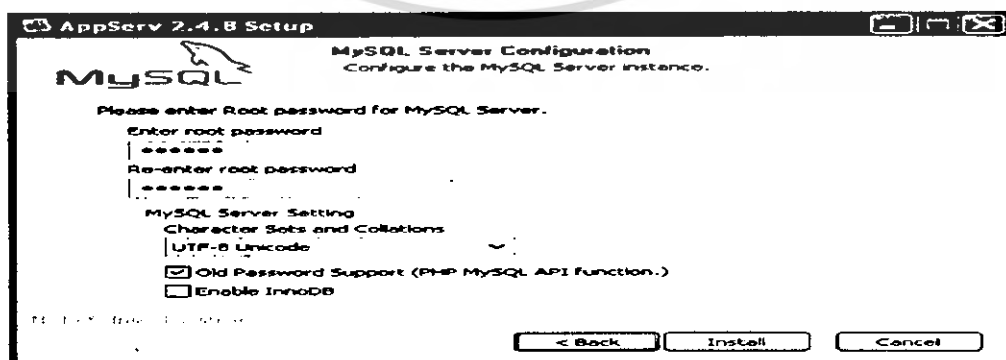 AppServ 2.4.8 Setup
MySQL
MySQL Server Configuration
Configure the MySQL Server instance.
Please enter Root password for MySQL Server.
Enter root password
******
Re-enter root password
******
MySQL Server Setting
Character Sets and Collations
UTF-8 Unicode
Old Password Support (PHP MySQL API function.)
Enable InnoDB
< Back Install Cancel